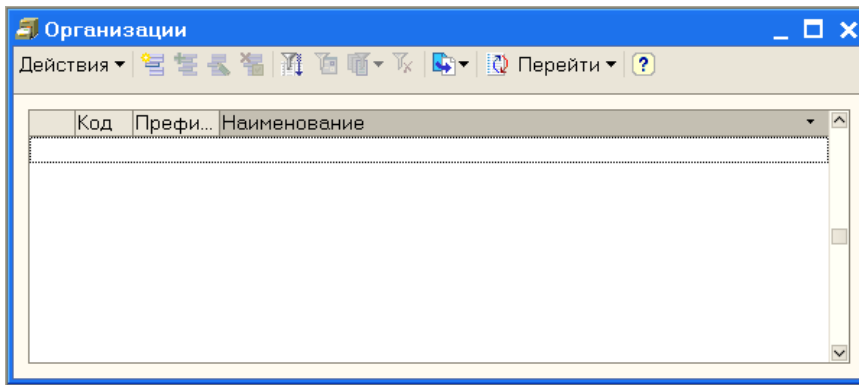 Организации
Действия Перейти ?
Код Префи... Наименование